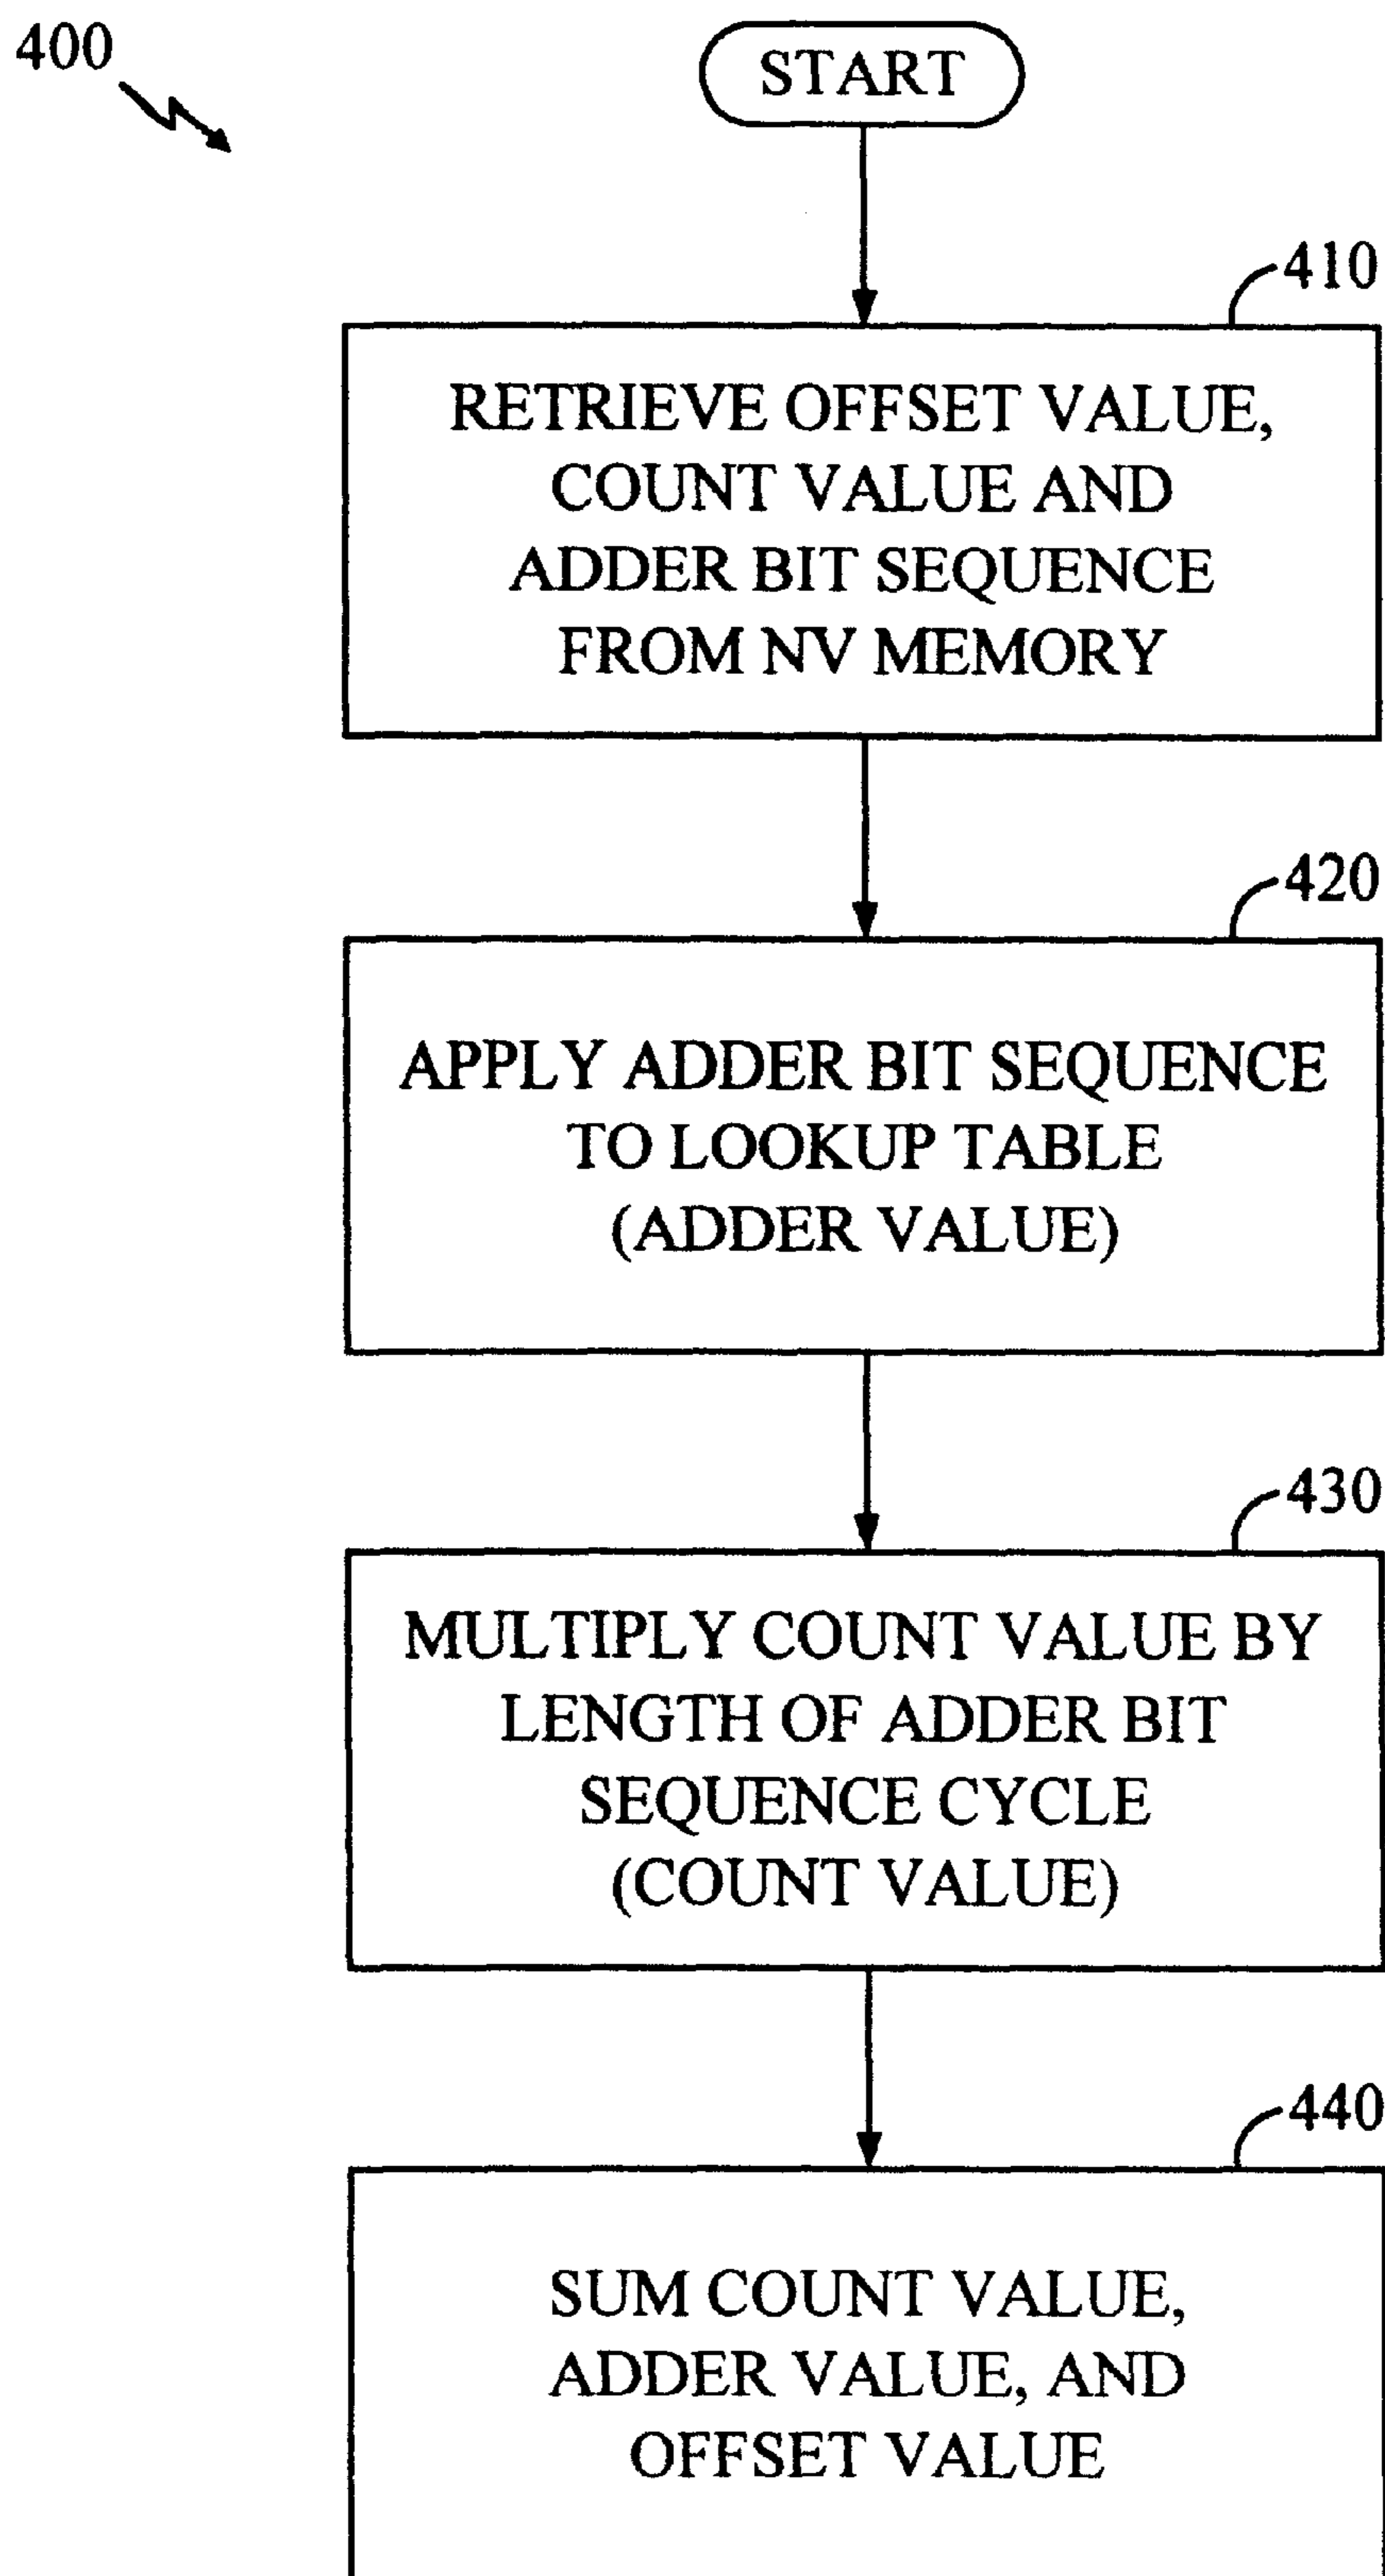 400
START
410
RETRIEVE OFFSET VALUE,
COUNT VALUE AND
ADDER BIT SEQUENCE
FROM NV MEMORY
420
APPLY ADDER BIT SEQUENCE
TO LOOKUP TABLE
(ADDER VALUE)
430
MULTIPLY COUNT VALUE BY
LENGTH OF ADDER BIT
SEQUENCE CYCLE
(COUNT VALUE)
440
SUM COUNT VALUE,
ADDER VALUE, AND
OFFSET VALUE